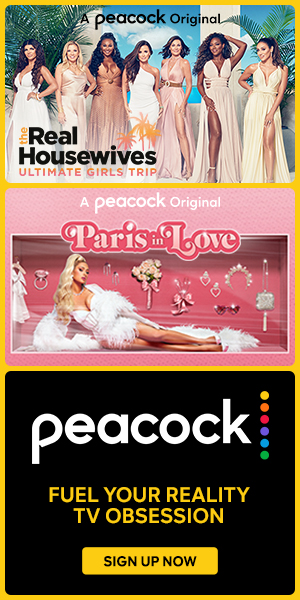 A peacock Original
the Real
Housewives
ULTIMATE GIRLS TRIP
A peacock Original
Paris in Love
peacock
FUEL YOUR REALITY
TV OBSESSION
SIGN UP NOW